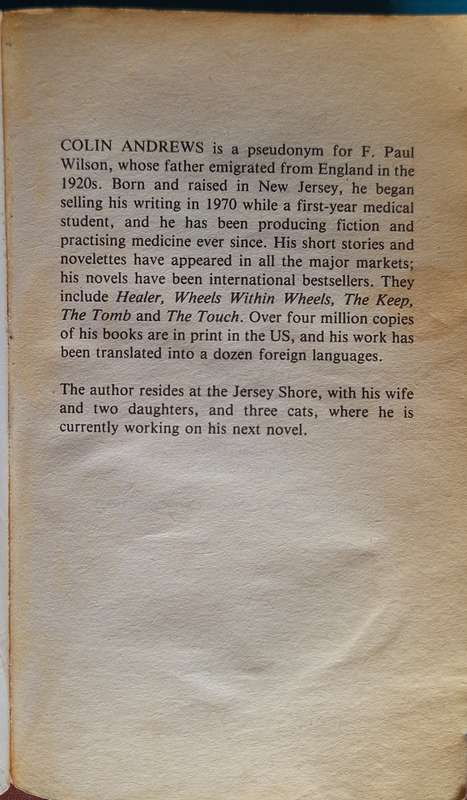 COLIN ANDREWS is a pseudonym for F. Paul
Wilson, whose father emigrated from England in the
1920s. Born and raised in New Jersey, he began
selling his writing in 1970 while a first-year medical
student, and he has been producing fiction and
practising medicine ever since. His short stories and
novelettes have appeared in all the major markets;
his novels have been international bestsellers. They
include Healer, Wheels Within Wheels, The Keep,
The Tomb and The Touch. Over four million copies
of his books are in print in the US, and his work has
been translated into a dozen foreign languages.
The author resides at the Jersey Shore, with his wife
and two daughters, and three cats, where he is
currently working on his next novel.